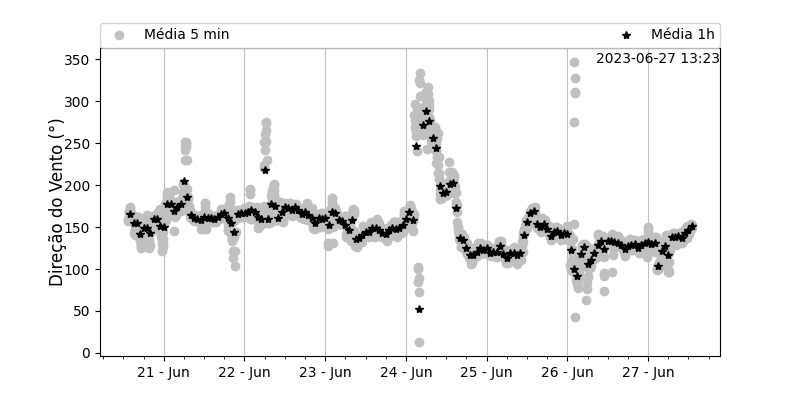 Média 5 min
Média 1h
2023-06-27 13:23
Direção do Vento (°)
350
300
250
200
150
100
50
0
21 - Jun
22 - Jun
23 - Jun
24 - Jun
25 - Jun
26 - Jun
27 - Jun